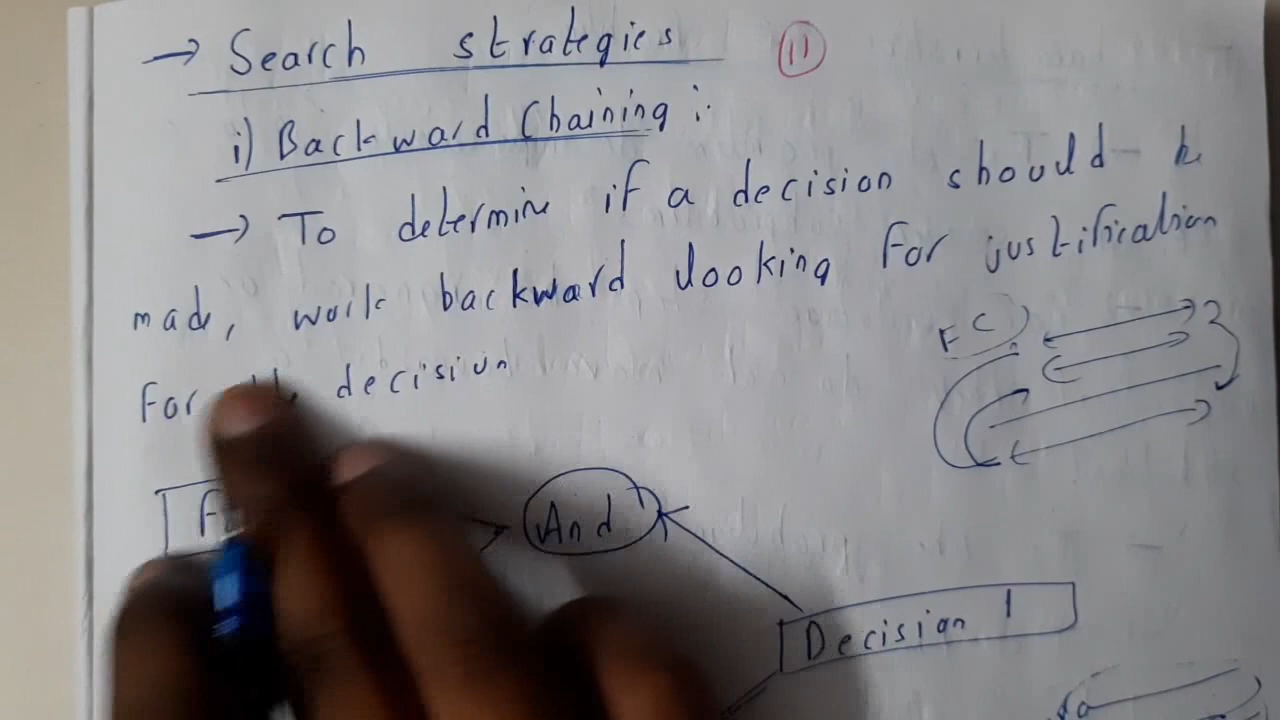 → Search strategies
11
i) Backward Chaining :
→ To determine if a decision should
made, work backward looking for justification
FC
For decision
And
Decision 1